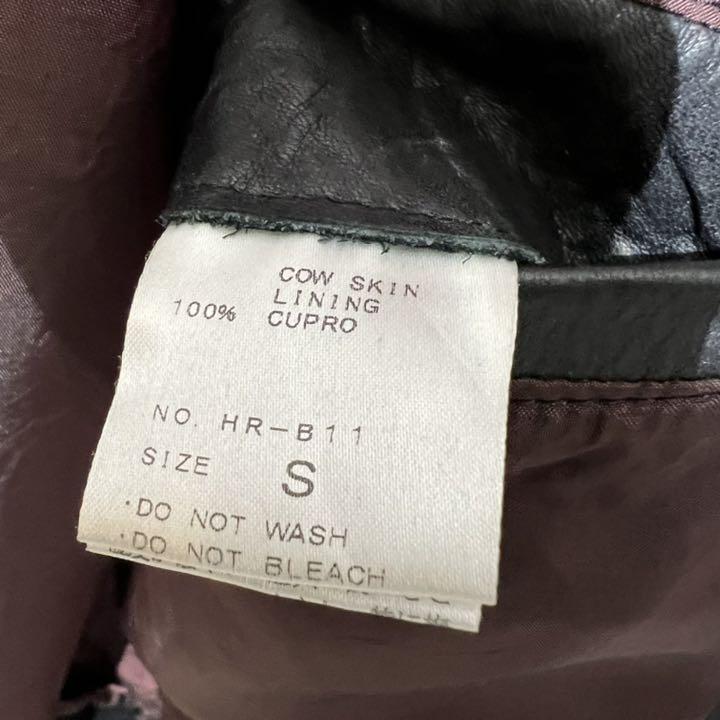 COW SKIN
LINING
100% CUPRO
NO. HR-B11
SIZE S
·DO NOT WASH
·DO NOT BLEACH